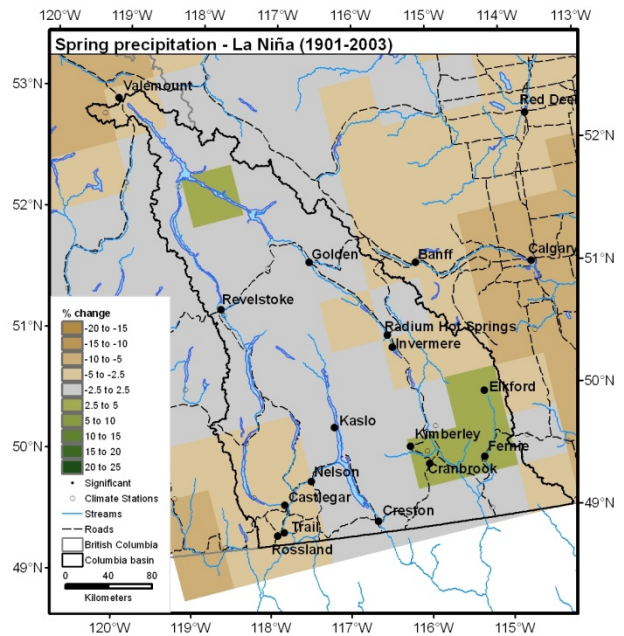 120°W 119°W 118°W 117°W 116°W 115°W 114°W 113°W
Spring precipitation - La Niña (1901-2003)
53°N
Valemount
Red Deer
52°N
52°N
Golden
Banff
Calgary
51°N
Revelstoke
51°N
Radium Hot Springs
Invermere
% change
-20 to -15
-15 to -10
-10 to -5
-5 to -2.5
-2.5 to 2.5
2.5 to 5
5 to 10
10 to 15
15 to 20
20 to 25
Significant
Climate Stations
Streams
Roads
British Columbia
Columbia basin
0 40 80
Kilometers
50°N
Elkford
Kaslo
Kimberley
Fernie
50°N
Cranbrook
Nelson
Castlegar
Creston
49°N
Trail
Rossland
49°N
120°W 119°W 118°W 117°W 116°W 115°W